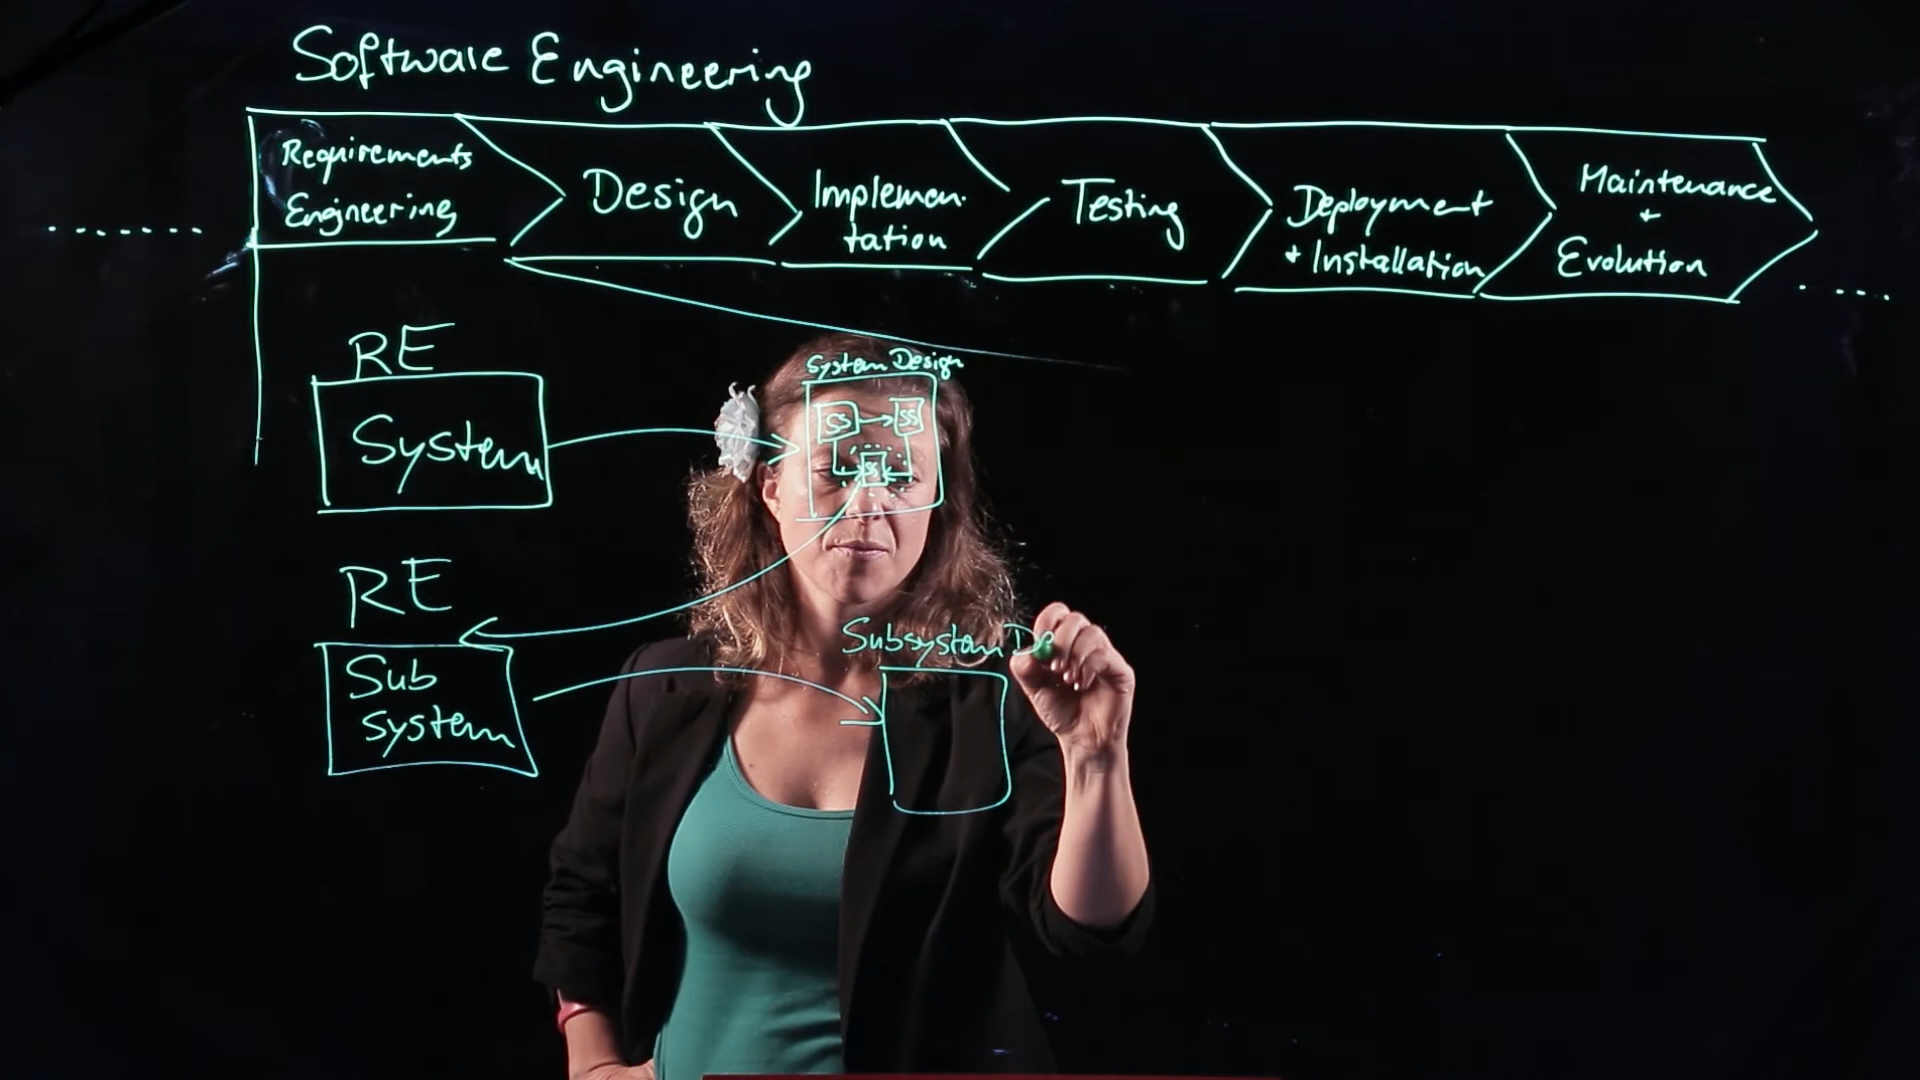 Software Engineering
Requirements
Engineering
Design
Implemen-
tation
Testing
Deployment
+ Installation
Maintenance
+
Evolution
RE
System
System Design
SS
SS
SS
RE
Sub
system
Subsystem De